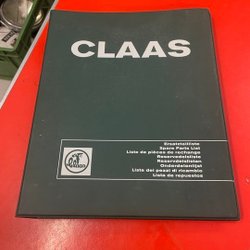 CLAAS
Ersatzteilliste
Spare Parts List
Liste de pièces de rechange
Reservedelsliste
Reservdelslistan
Onderdelenlijst
Lista dei pezzi di ricambio
Lista de repuestos